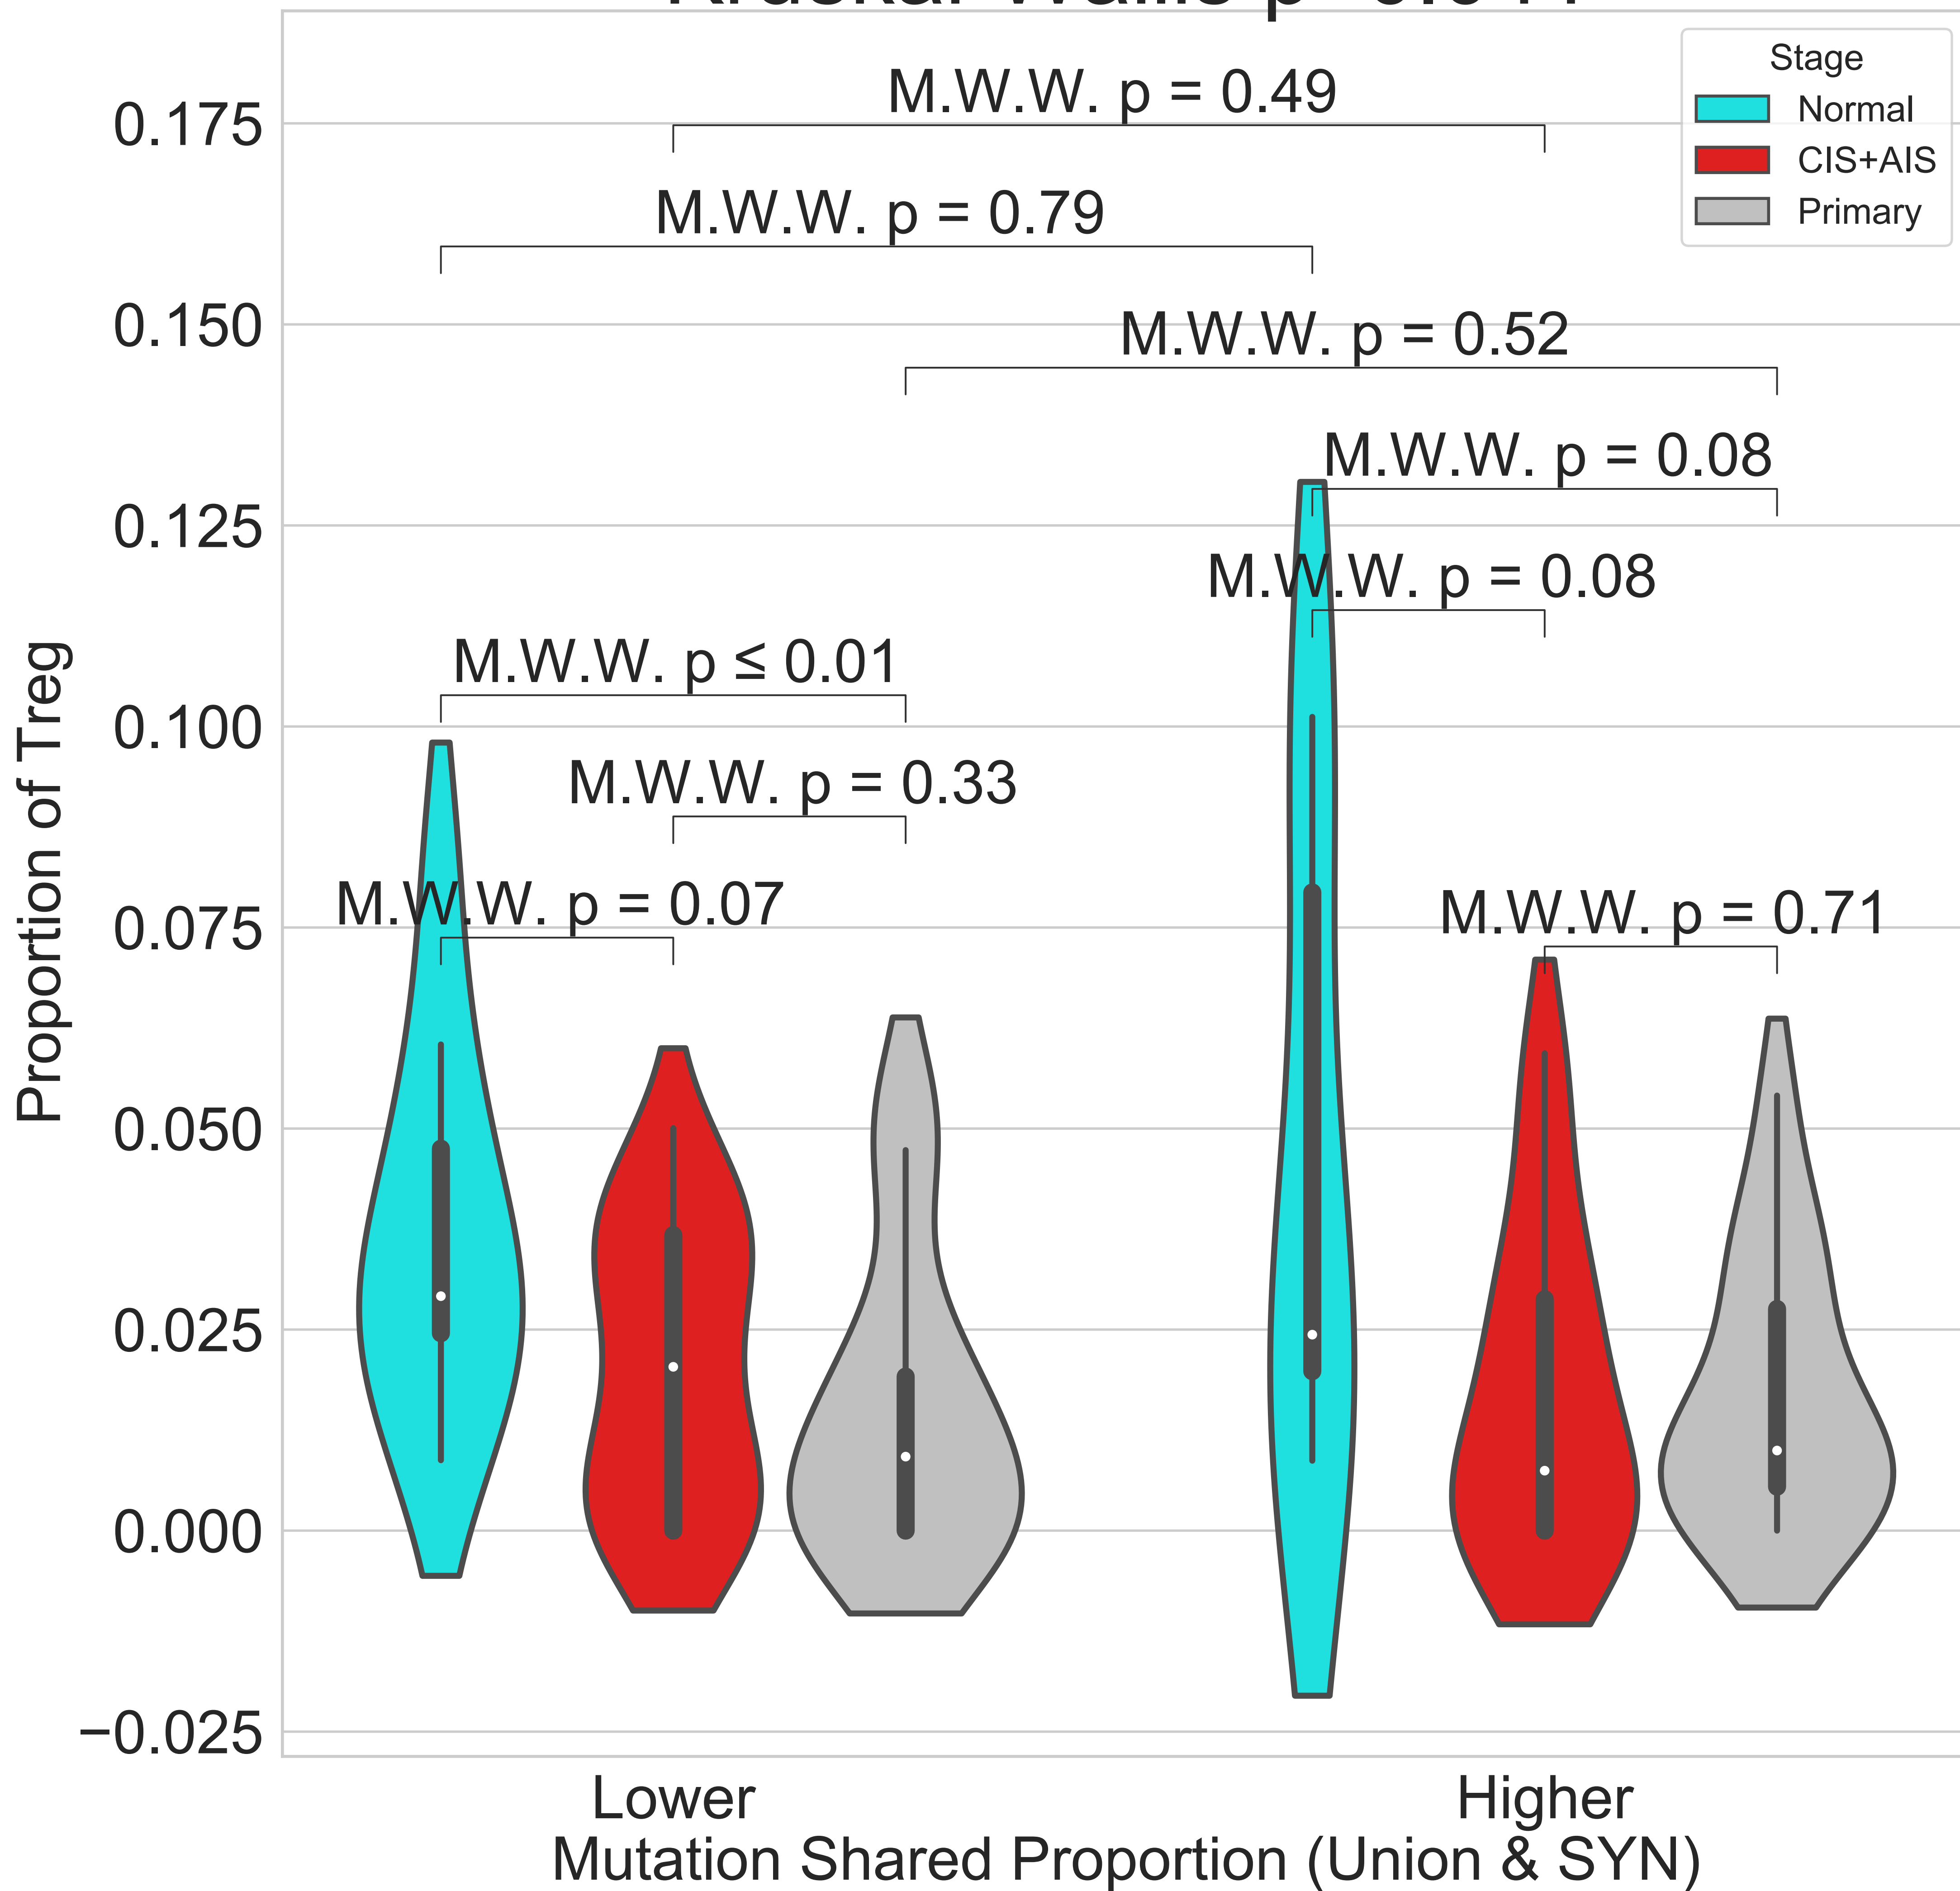 Stage
Normal
CIS+AIS
Primary
M.W.W. p = 0.49
M.W.W. p = 0.79
M.W.W. p = 0.52
M.W.W. p = 0.08
M.W.W. p = 0.08
M.W.W. p ≤ 0.01
M.W.W. p = 0.33
M.W.W. p = 0.07
M.W.W. p = 0.71
Proportion of Treg
0.175
0.150
0.125
0.100
0.075
0.050
0.025
0.000
−0.025
Lower
Higher
Mutation Shared Proportion (Union & SYN)